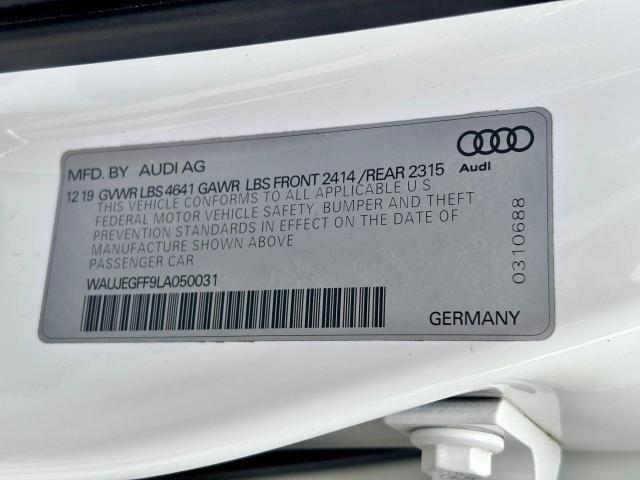 MFD. BY AUDI AG
12 19 GVWR LBS 4641 GAWR LBS FRONT 2414 / REAR 2315
THIS VEHICLE CONFORMS TO ALL APPLICABLE U.S.
FEDERAL MOTOR VEHICLE SAFETY, BUMPER AND THEFT
PREVENTION STANDARDS IN EFFECT ON THE DATE OF
MANUFACTURE SHOWN ABOVE
PASSENGER CAR
WAUJEGFF9LA050031
Audi
0310688
GERMANY